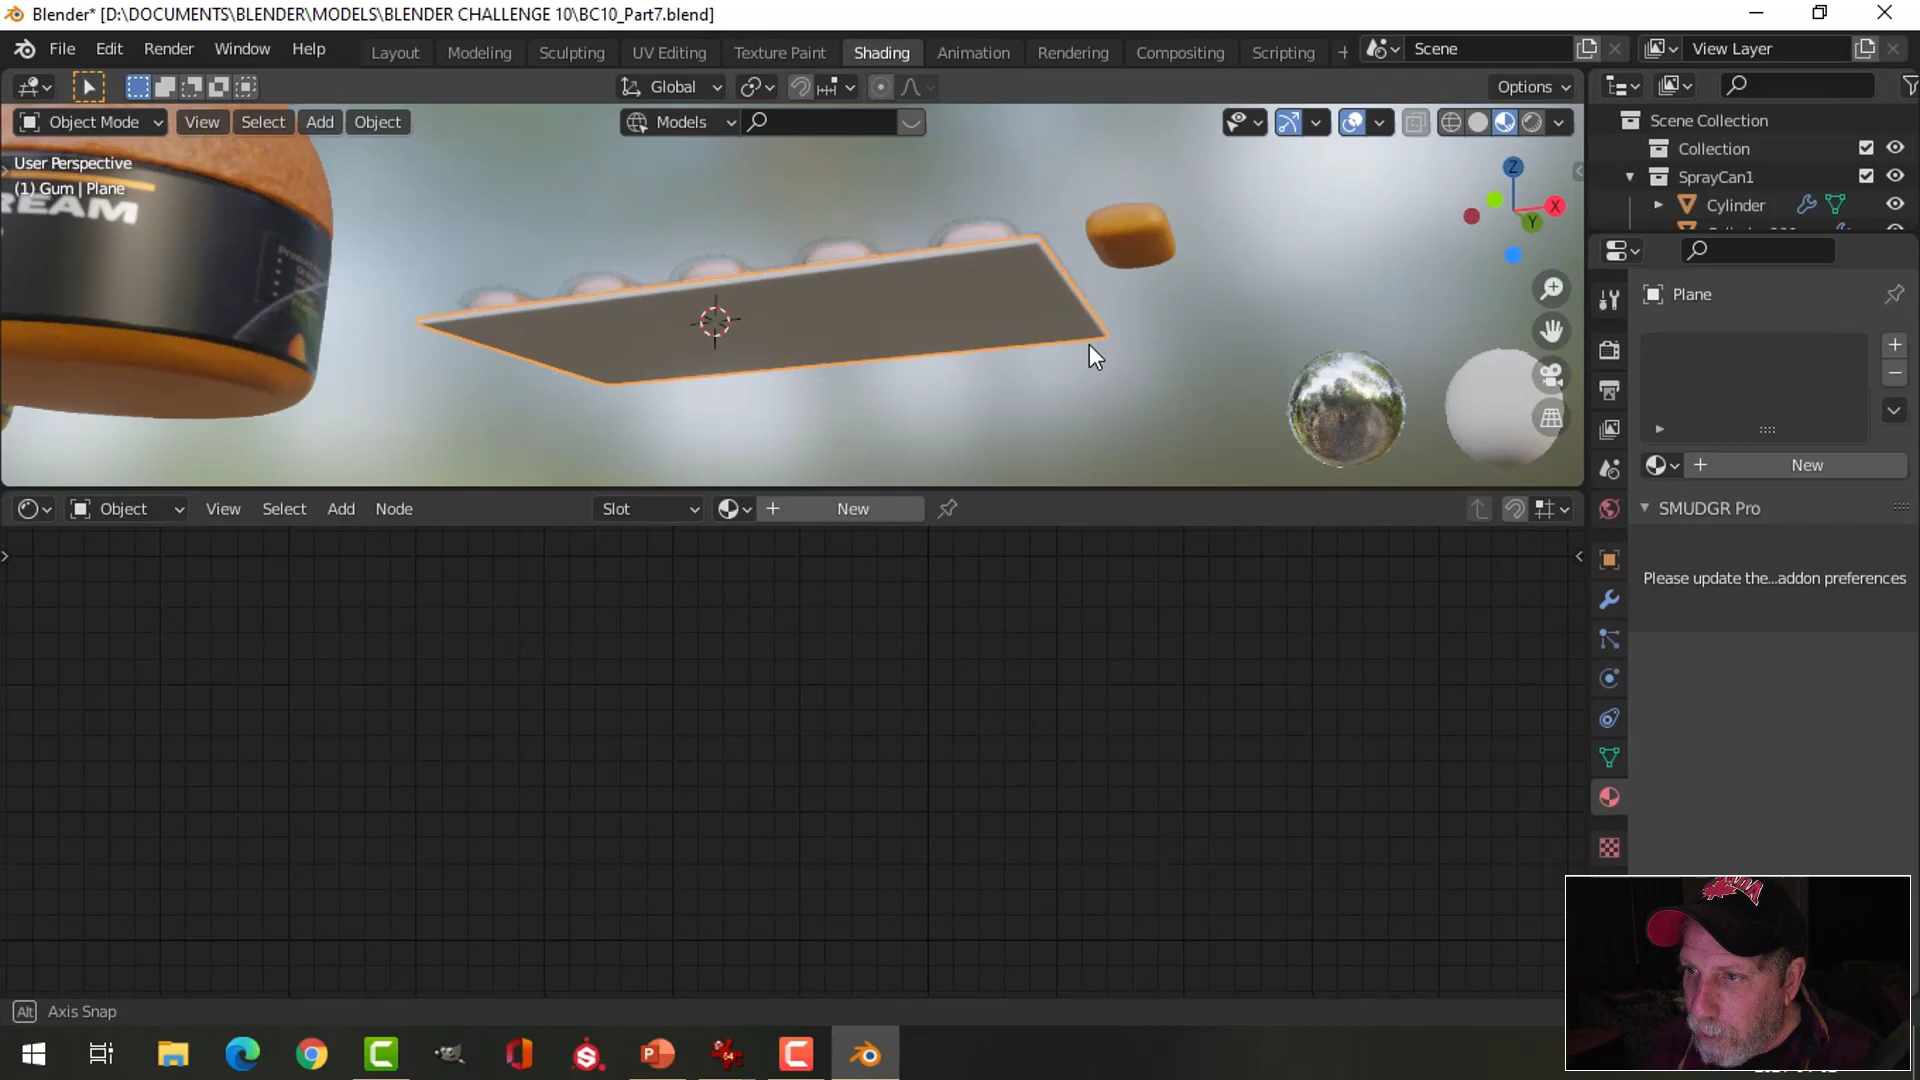 Blender* [D:\DOCUMENTS\BLENDER\MODELS\BLENDER CHALLENGE 10\BC10_Part7.blend]
File Edit Render Window Help Layout Modeling Sculpting UV Editing Texture Paint Shading Animation Rendering Compositing Scripting + Scene View Layer
Global Options
Object Mode View Select Add Object Models
Scene Collection
User Perspective
(1) Gum | Plane
Collection
SprayCan1
Cylinder
REAM
Z
X
Y
Plane
New
Object View Select Add Node Slot New
SMUDGR Pro
Please update the...addon preferences
Alt Axis Snap